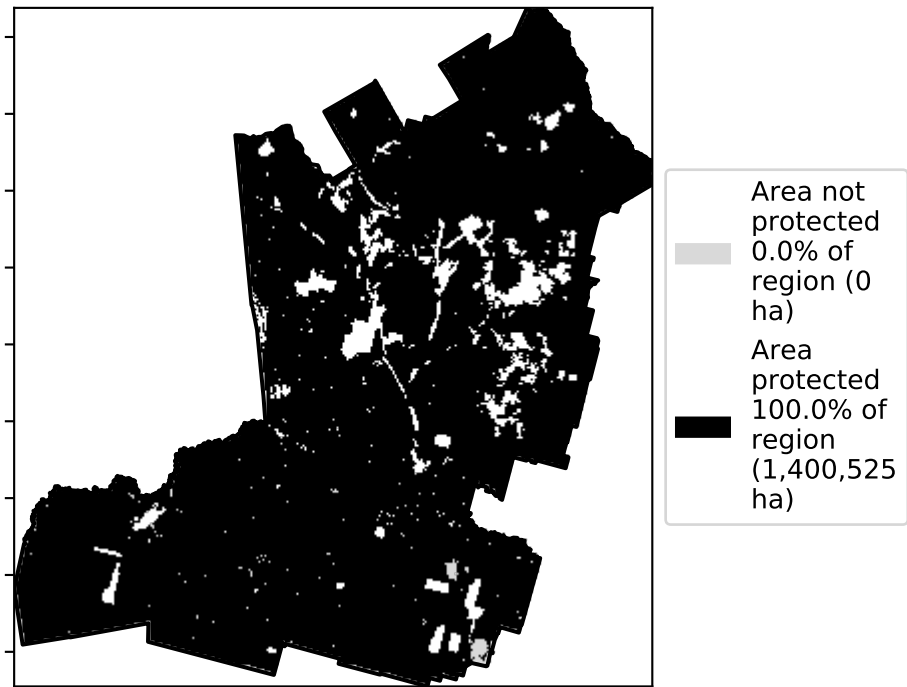 Area not
protected
0.0% of
region (0
ha)
Area
protected
100.0% of
region
(1,400,525
ha)